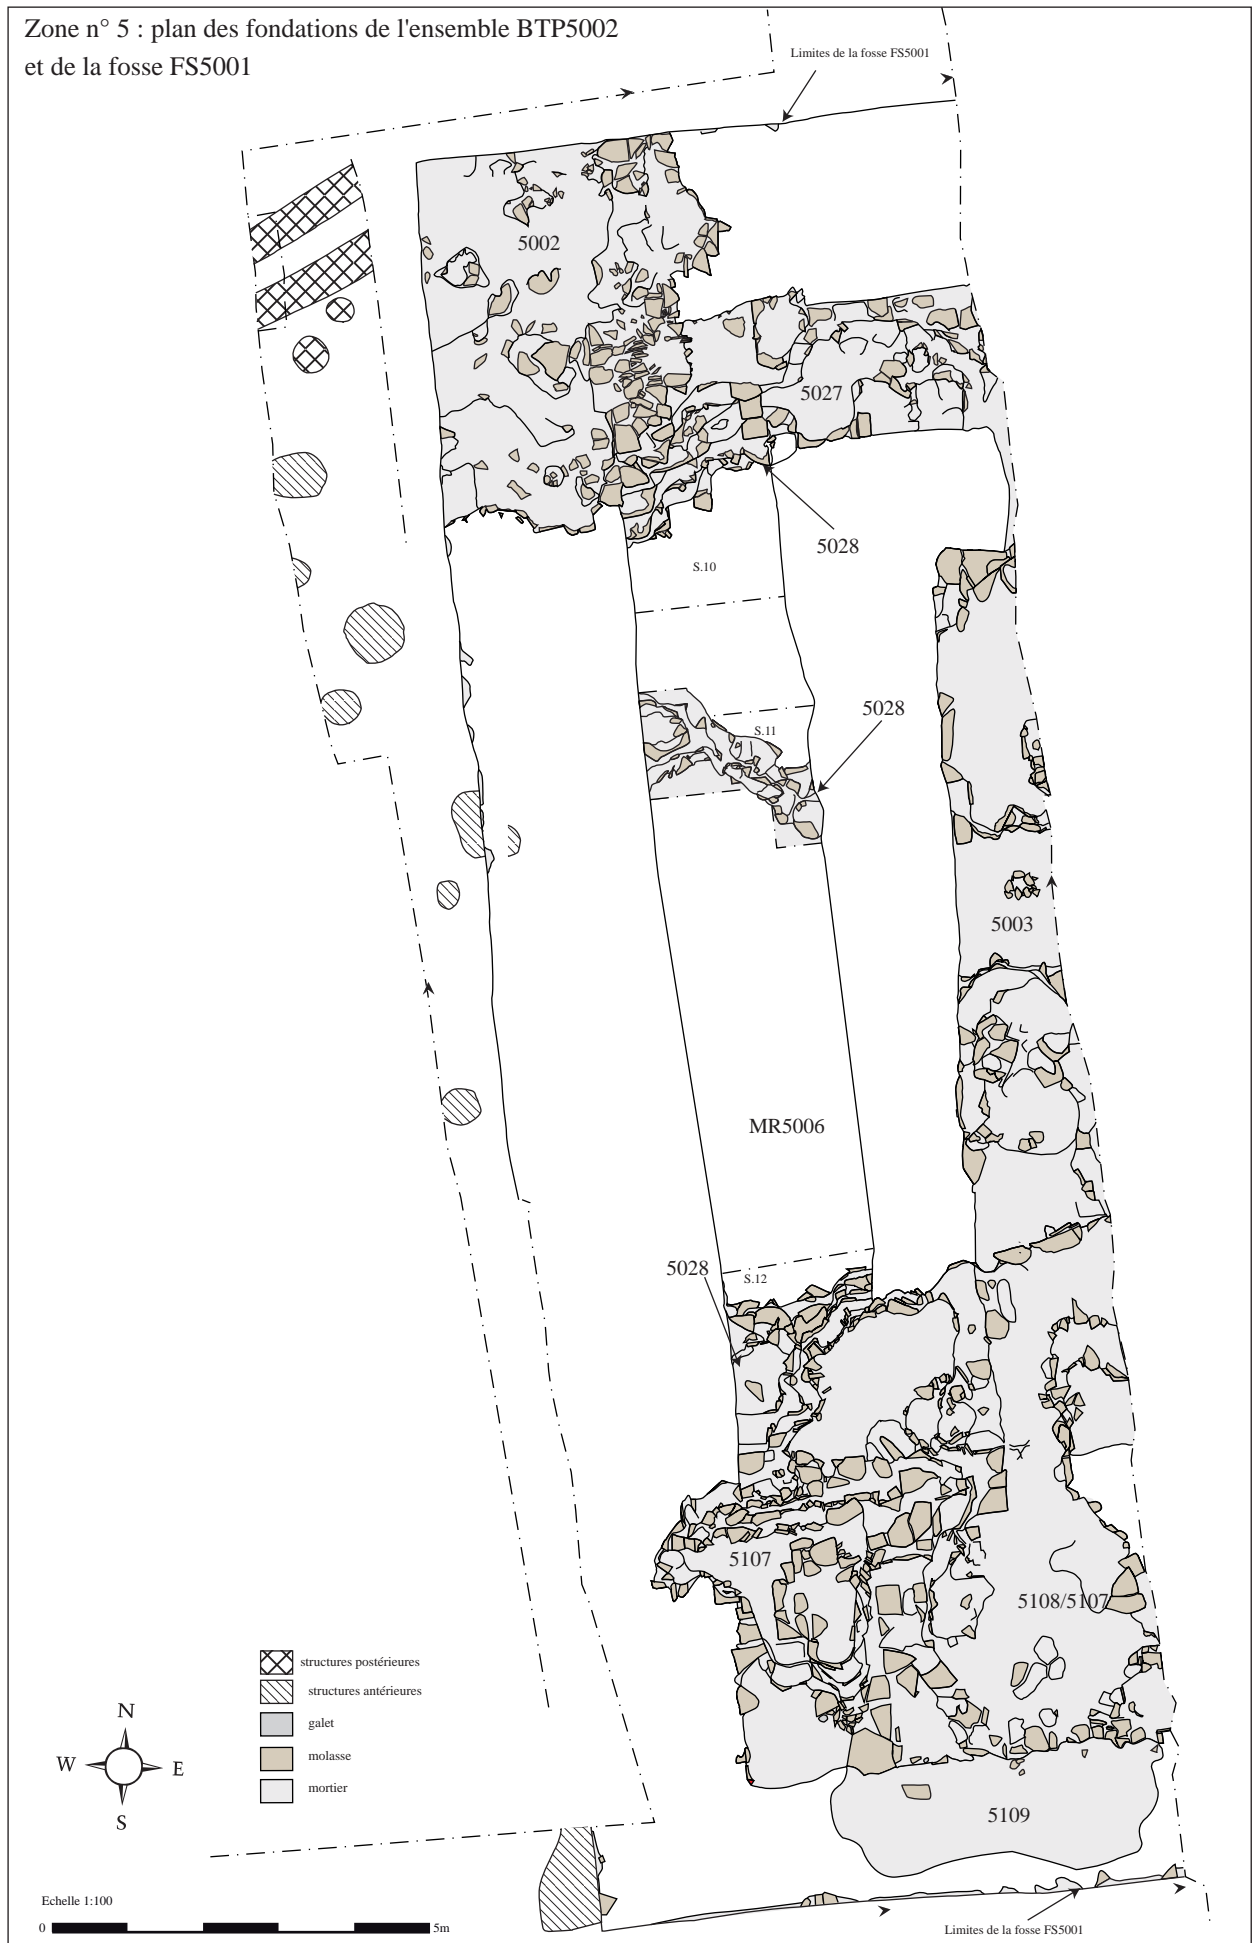 Zone n° 5 : plan des fondations de l'ensemble BTP5002
et de la fosse FS5001
Limites de la fosse FS5001
5002
5027
5028
S.10
5028
S.11
5003
MR5006
5028
S.12
5107
5108/5107
structures postérieures
structures antérieures
galet
molasse
mortier
N
W
E
S
5109
Echelle 1:100
0
5m
Limites de la fosse FS5001